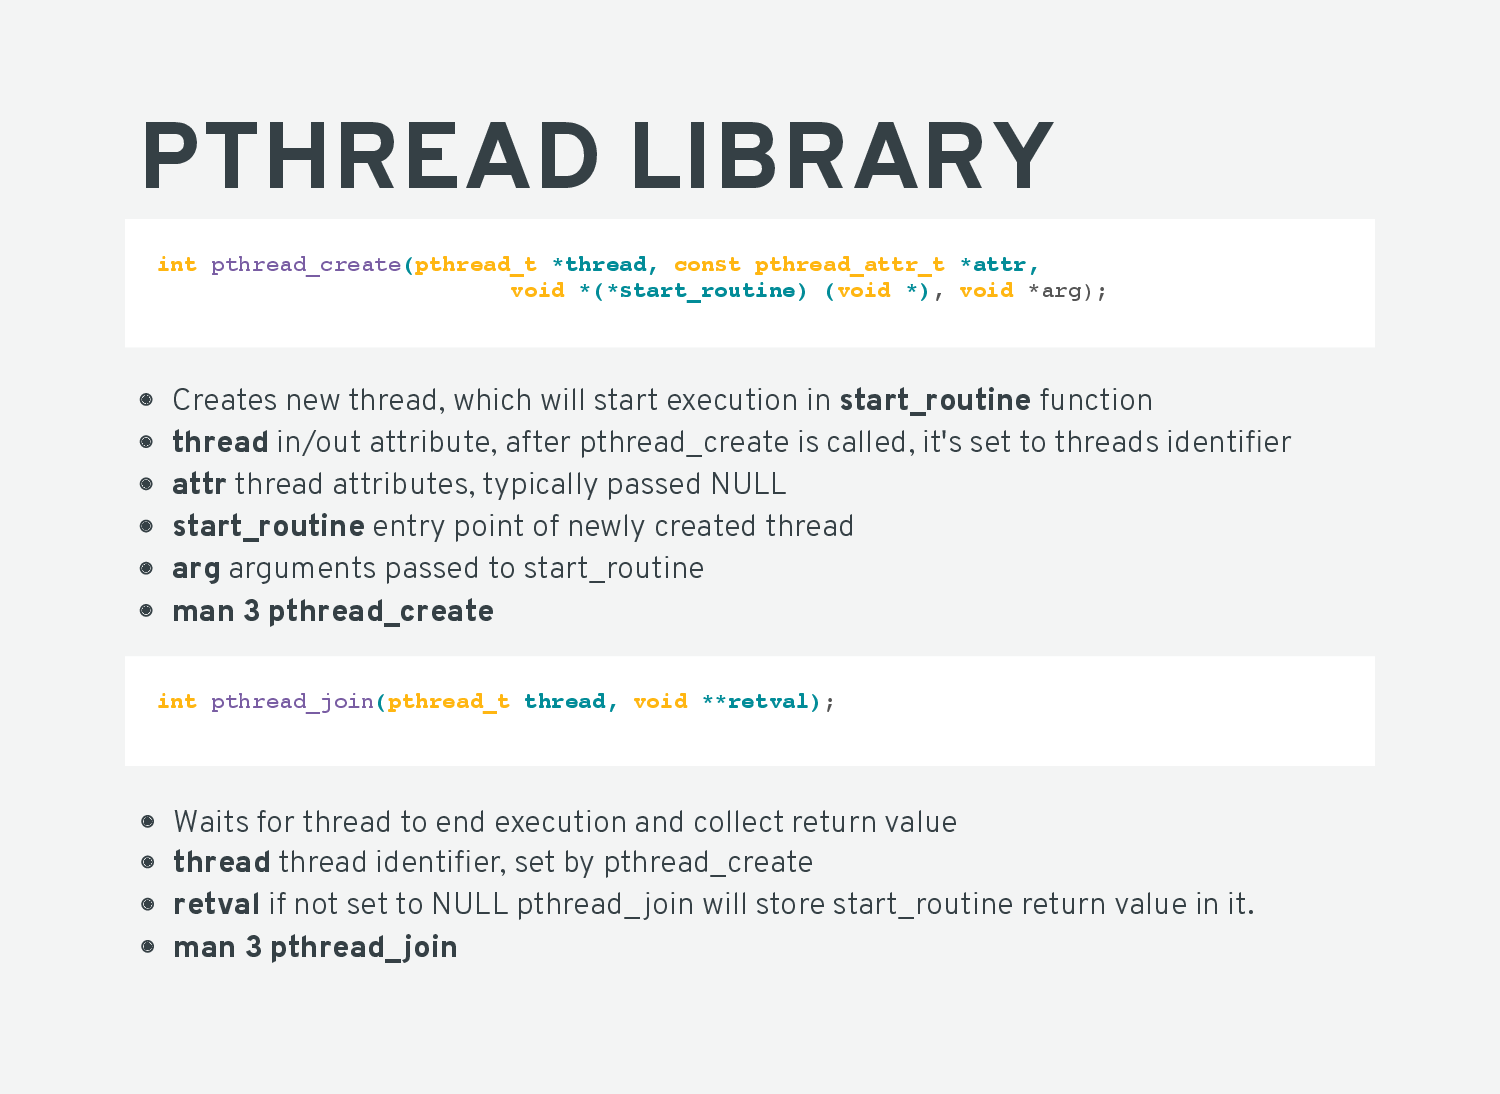 PTHREAD LIBRARY
int pthread_create(pthread_t *thread, const pthread_attr_t *attr,
void *(*start_routine) (void *), void *arg);
• Creates new thread, which will start execution in start_routine function
• thread in/out attribute, after pthread_create is called, it's set to threads identifier
• attr thread attributes, typically passed NULL
• start_routine entry point of newly created thread
• arg arguments passed to start_routine
• man 3 pthread_create
int pthread_join(pthread_t thread, void **retval);
• Waits for thread to end execution and collect return value
• thread thread identifier, set by pthread_create
• retval if not set to NULL pthread_join will store start_routine return value in it.
• man 3 pthread_join